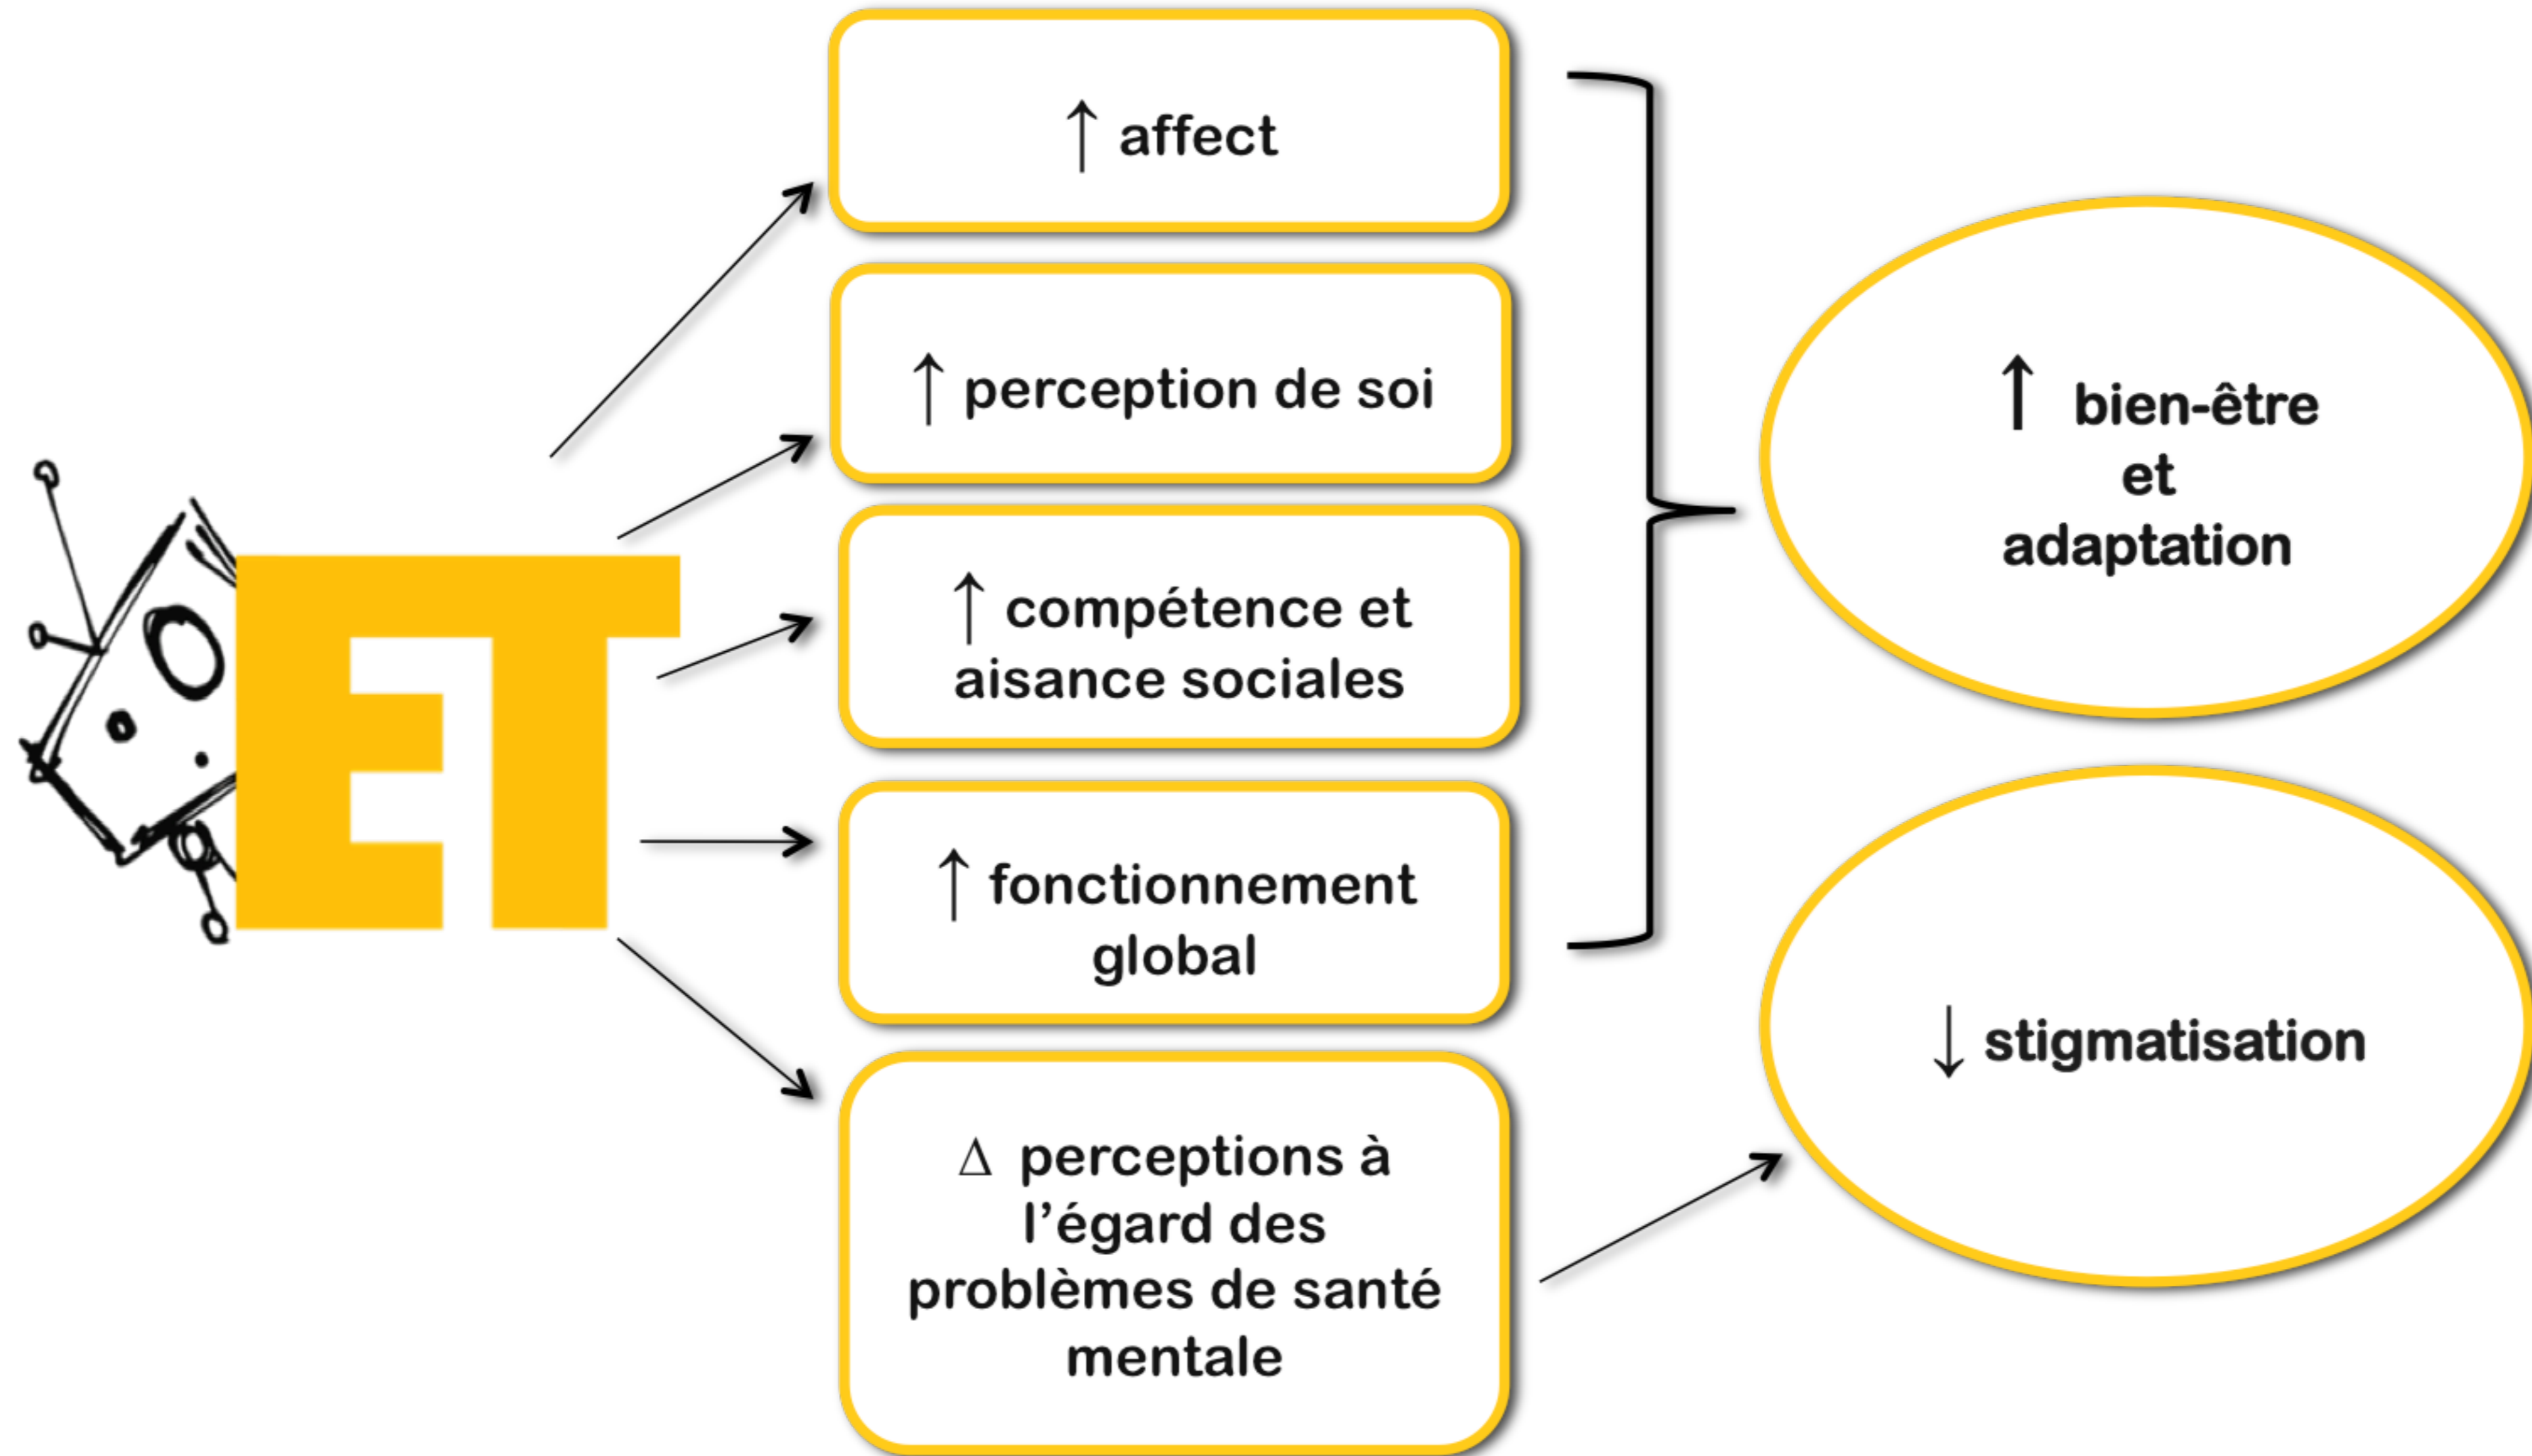 ↑ affect
↑ perception de soi
↑ compétence et
aisance sociales
↑ fonctionnement
global
Δ perceptions à
l’égard des
problèmes de santé
mentale
ET
↑ bien-être
et
adaptation
↓ stigmatisation